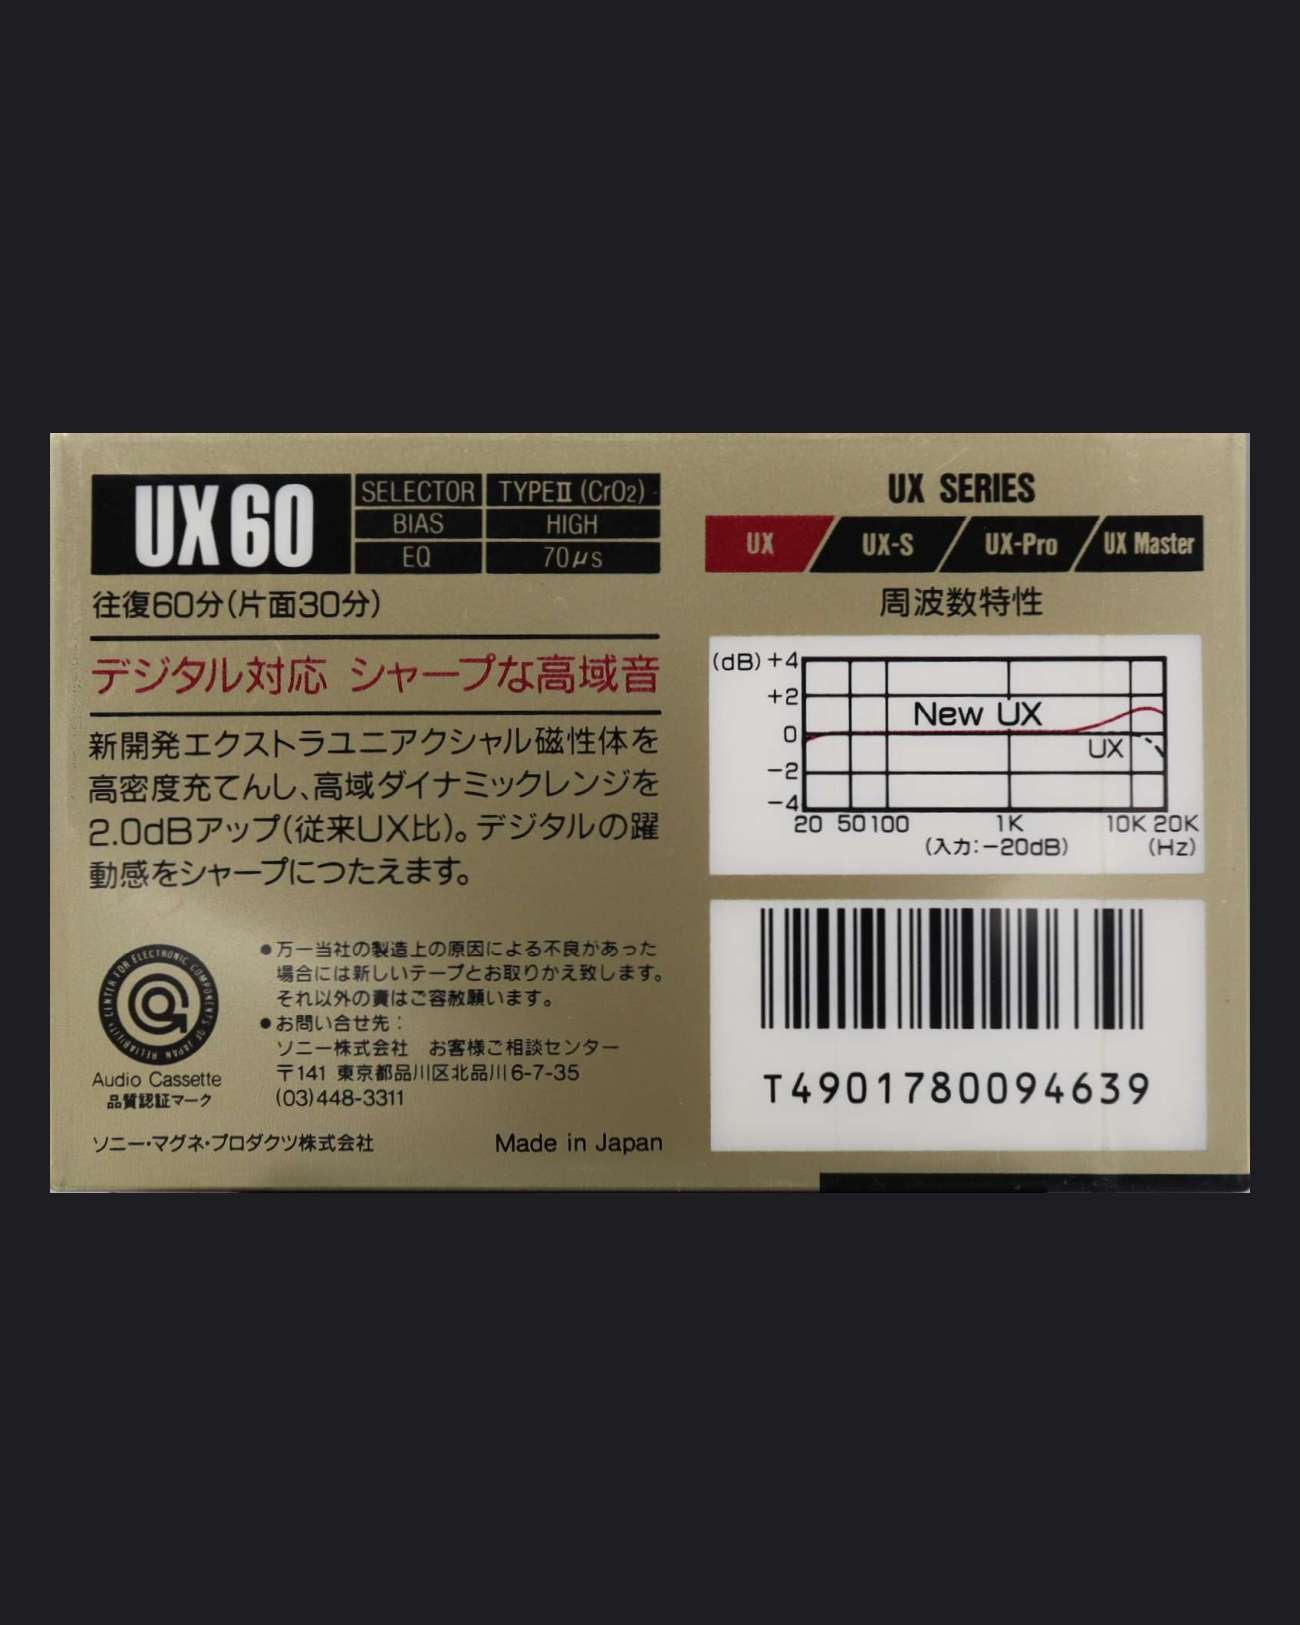 UX60
SELECTOR TYPEⅡ (CrO2)
BIAS HIGH
EQ 70μs
往復60分(片面30分)
デジタル対応 シャープな高域音
新開発エクストラユニアクシャル磁性体を
高密度充てんし、高域ダイナミックレンジを
2.0dBアップ(従来UX比)。デジタルの躍
動感をシャープにつたえます。
RELIABILITY CENTER FOR ELECTRONIC COMPONENTS OF JAPAN
Audio Cassette
品質認証マーク
●万一当社の製造上の原因による不良があった
場合には新しいテープとお取りかえ致します。
それ以外の責はご容赦願います。
●お問い合せ先：
ソニー株式会社 お客様ご相談センター
〒141 東京都品川区北品川6-7-35
(03)448-3311
ソニー・マグネ・プロダクツ株式会社
Made in Japan
UX SERIES
UX UX-S UX-Pro UX Master
周波数特性
(dB) +4
+2
New UX
0
UX
−2
−4
20 50 100 1K 10K 20K
(入力:−20dB) (Hz)
T4901780094639